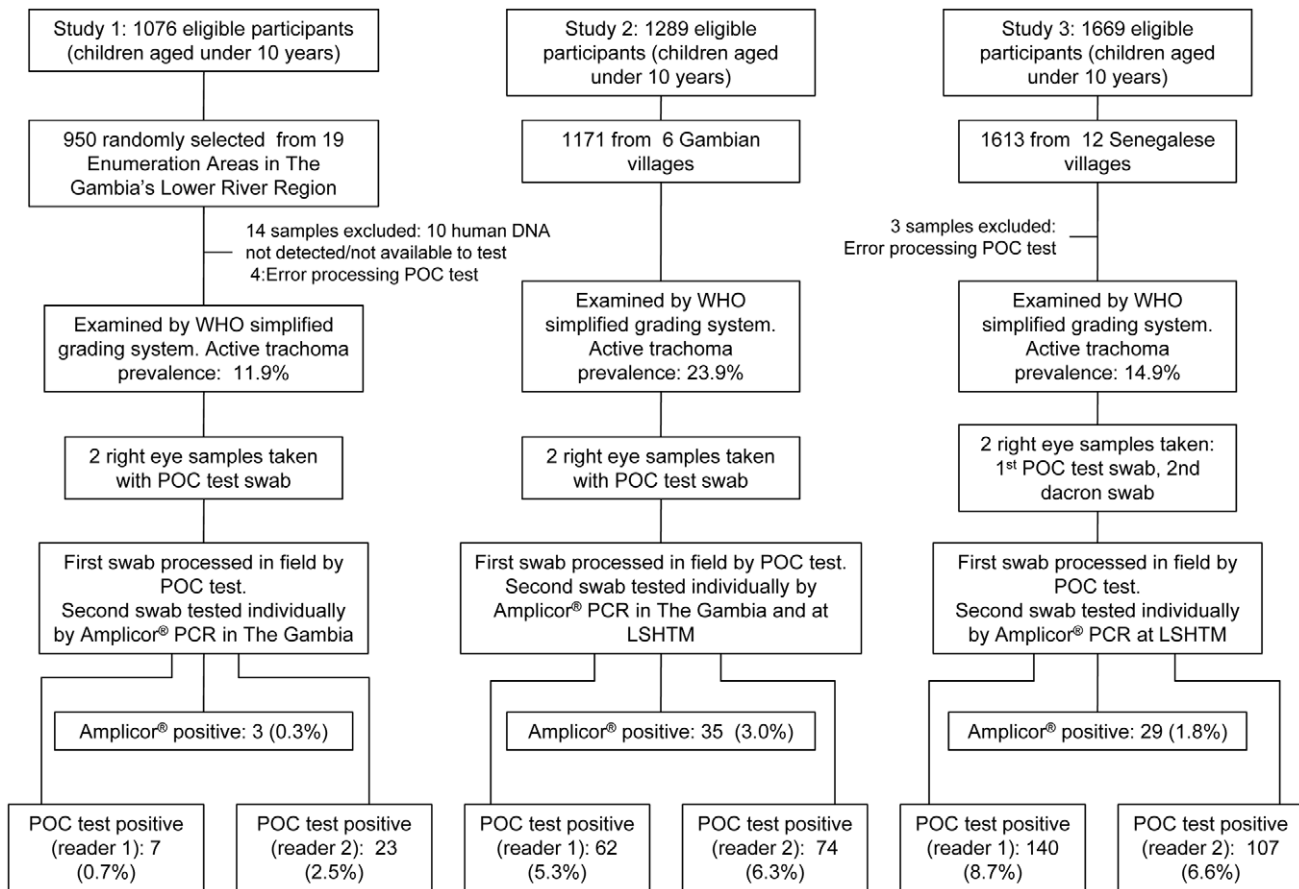 Study 1: 1076 eligible participants
(children aged under 10 years)
950 randomly selected from 19
Enumeration Areas in The
Gambia's Lower River Region
14 samples excluded: 10 human DNA
not detected/not available to test
4:Error processing POC test
Examined by WHO simplified
grading system. Active trachoma
prevalence: 11.9%
2 right eye samples taken
with POC test swab
First swab processed in field by
POC test.
Second swab tested individually
by Amplicor® PCR in The Gambia
Amplicor® positive: 3 (0.3%)
POC test positive
(reader 1): 7
(0.7%)
POC test positive
(reader 2): 23
(2.5%)
Study 2: 1289 eligible
participants (children aged
under 10 years)
1171 from 6 Gambian
villages
Examined by WHO
simplified grading system.
Active trachoma
prevalence: 23.9%
2 right eye samples taken
with POC test swab
First swab processed in field by POC test.
Second swab tested individually by
Amplicor® PCR in The Gambia and at
LSHTM
Amplicor® positive: 35 (3.0%)
POC test positive
(reader 1): 62
(5.3%)
POC test positive
(reader 2): 74
(6.3%)
Study 3: 1669 eligible
participants (children aged
under 10 years)
1613 from 12 Senegalese
villages
3 samples excluded:
Error processing POC test
Examined by WHO
simplified grading system.
Active trachoma
prevalence: 14.9%
2 right eye samples taken:
1st POC test swab, 2nd
dacron swab
First swab processed in field by
POC test.
Second swab tested
individually by Amplicor® PCR at LSHTM
Amplicor® positive: 29 (1.8%)
POC test positive
(reader 1): 140
(8.7%)
POC test positive
(reader 2): 107
(6.6%)